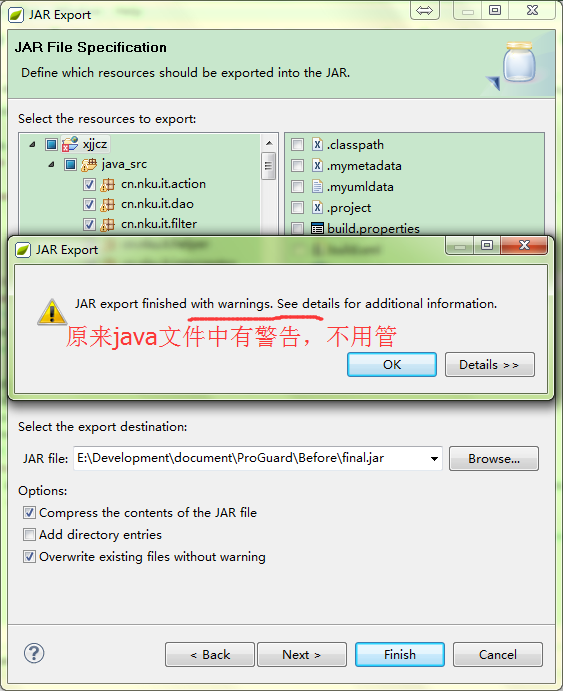 JAR Export
JAR File Specification
Define which resources should be exported into the JAR.
Select the resources to export:
xjjcz
java_src
cn.nku.it.action
cn.nku.it.dao
cn.nku.it.filter
.classpath
.mymetadata
.myumldata
.project
build.properties
JAR Export
JAR export finished with warnings. See details for additional information.
原来java文件中有警告，不用管
OK
Details >>
Select the export destination:
JAR file:
E:\Development\document\ProGuard\Before\final.jar
Browse...
Options:
Compress the contents of the JAR file
Add directory entries
Overwrite existing files without warning
?
< Back
Next >
Finish
Cancel